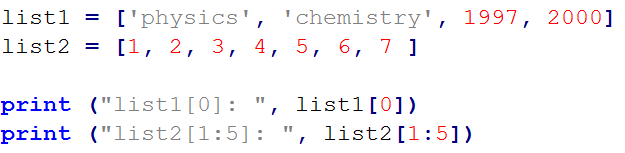 list1 = ['physics', 'chemistry', 1997, 2000]
list2 = [1, 2, 3, 4, 5, 6, 7 ]
print ("list1[0]: ", list1[0])
print ("list2[1:5]: ", list2[1:5])